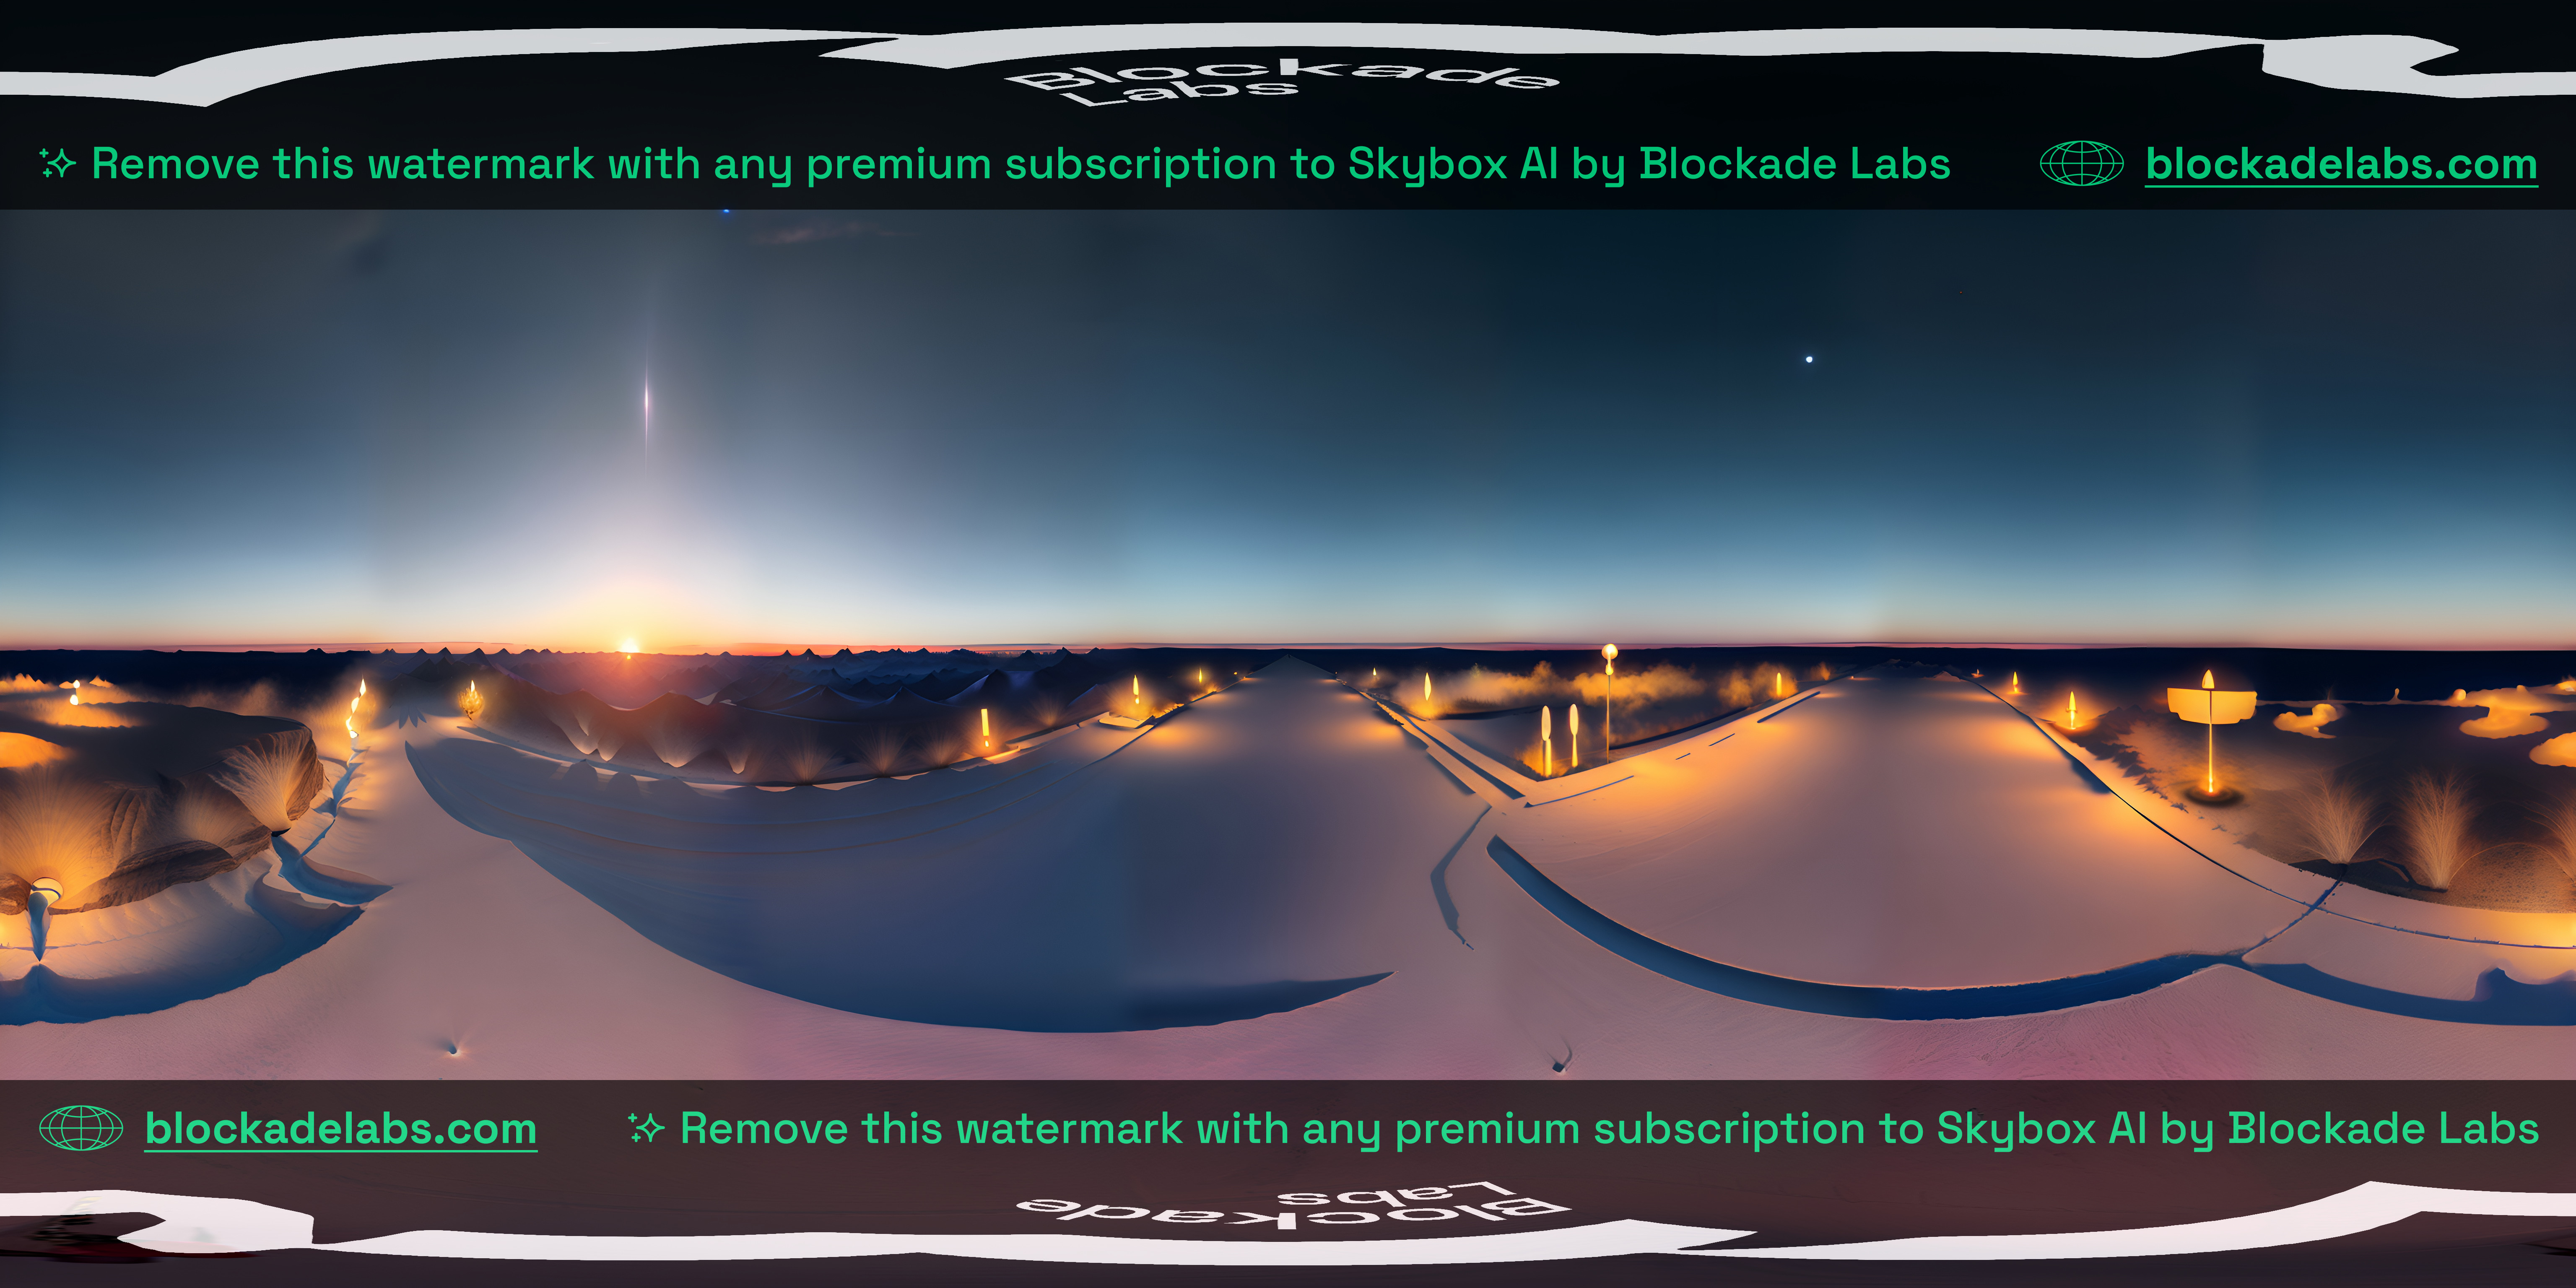 Blockade
Labs
Remove this watermark with any premium subscription to Skybox AI by Blockade Labs
blockadelabs.com
blockadelabs.com
Remove this watermark with any premium subscription to Skybox AI by Blockade Labs
Labs
Blockade